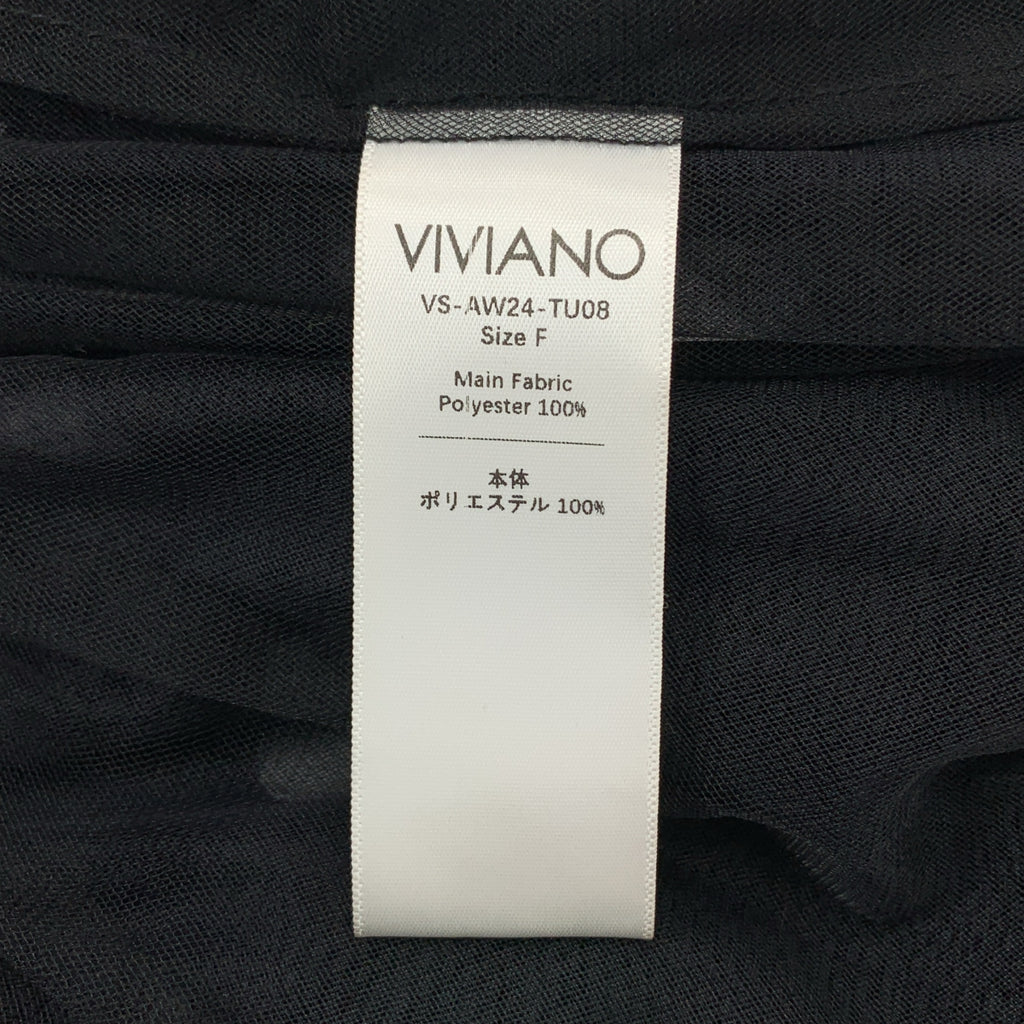 VIVIANO
VS-AW24-TU08
Size F
Main Fabric
Polyester 100%
本体
ポリエステル 100%